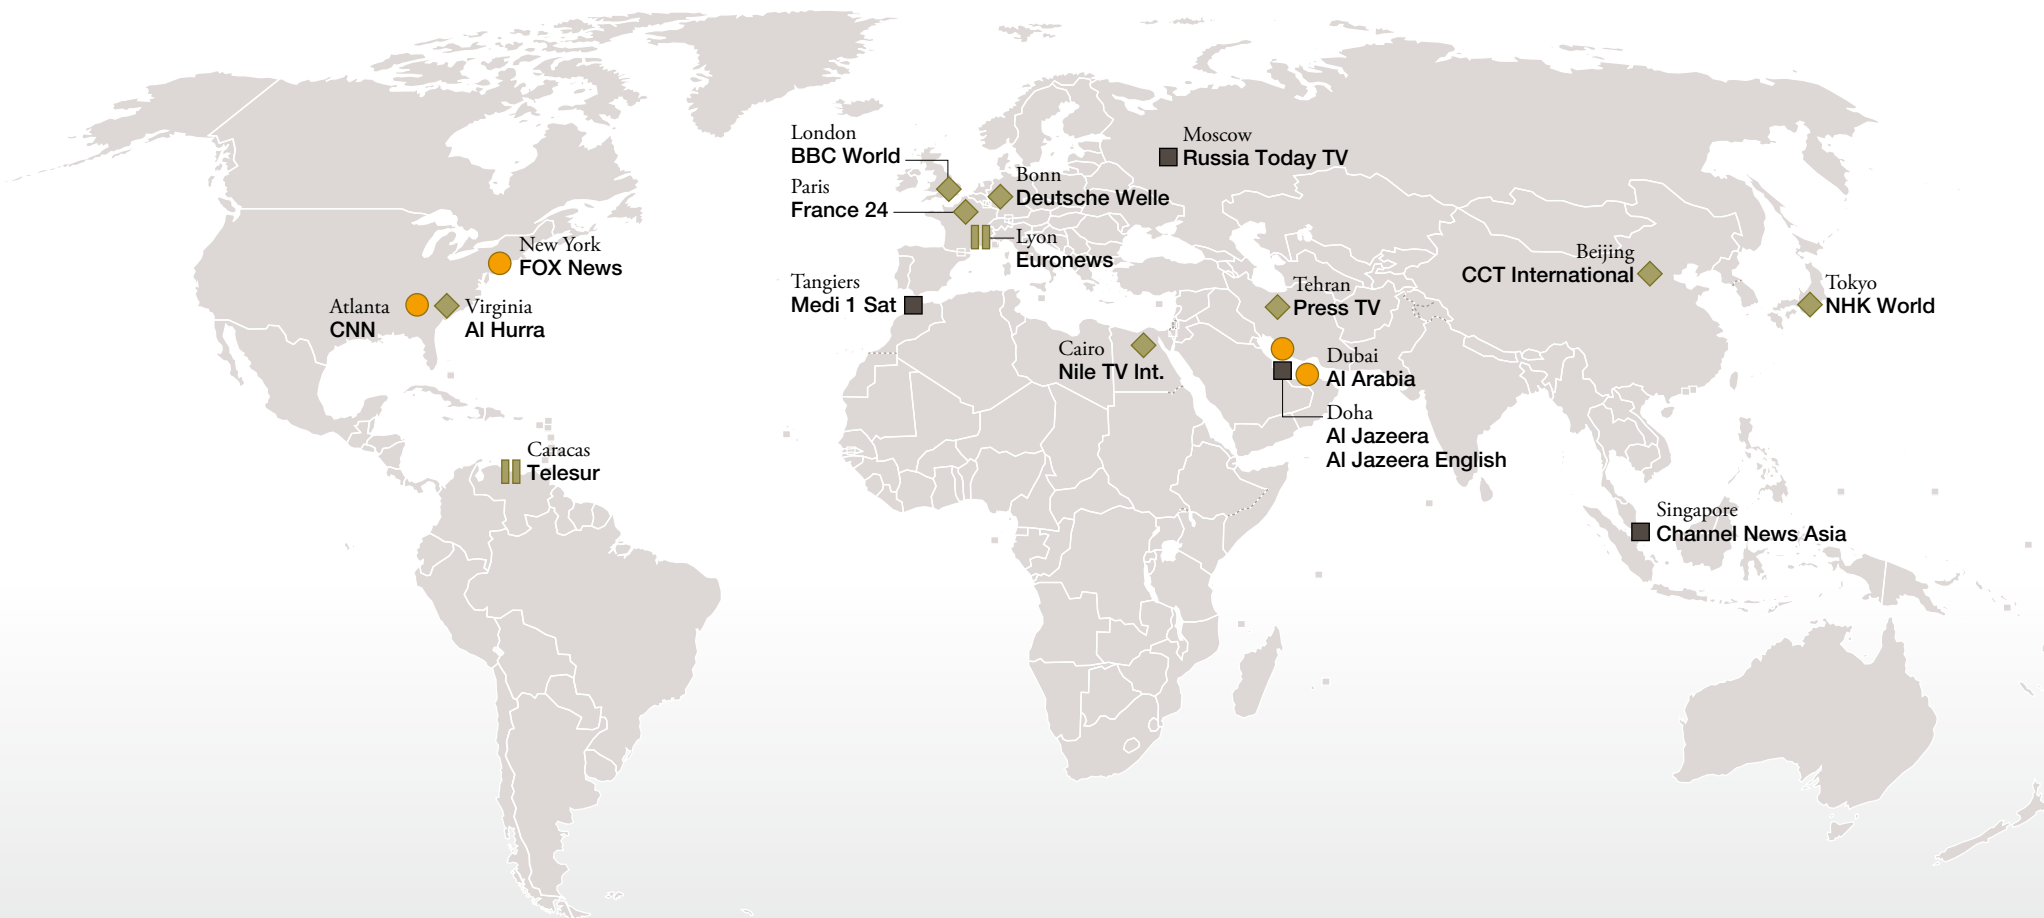 London
BBC World
Paris
France 24
Bonn
Deutsche Welle
Moscow
Russia Today TV
Lyon
Euronews
New York
FOX News
Atlanta
CNN
Virginia
Al Hurra
Tangiers
Medi 1 Sat
Tehran
Press TV
Beijing
CCT International
Tokyo
NHK World
Cairo
Nile TV Int.
Dubai
Al Arabia
Doha
Al Jazeera
Al Jazeera English
Caracas
Telesur
Singapore
Channel News Asia